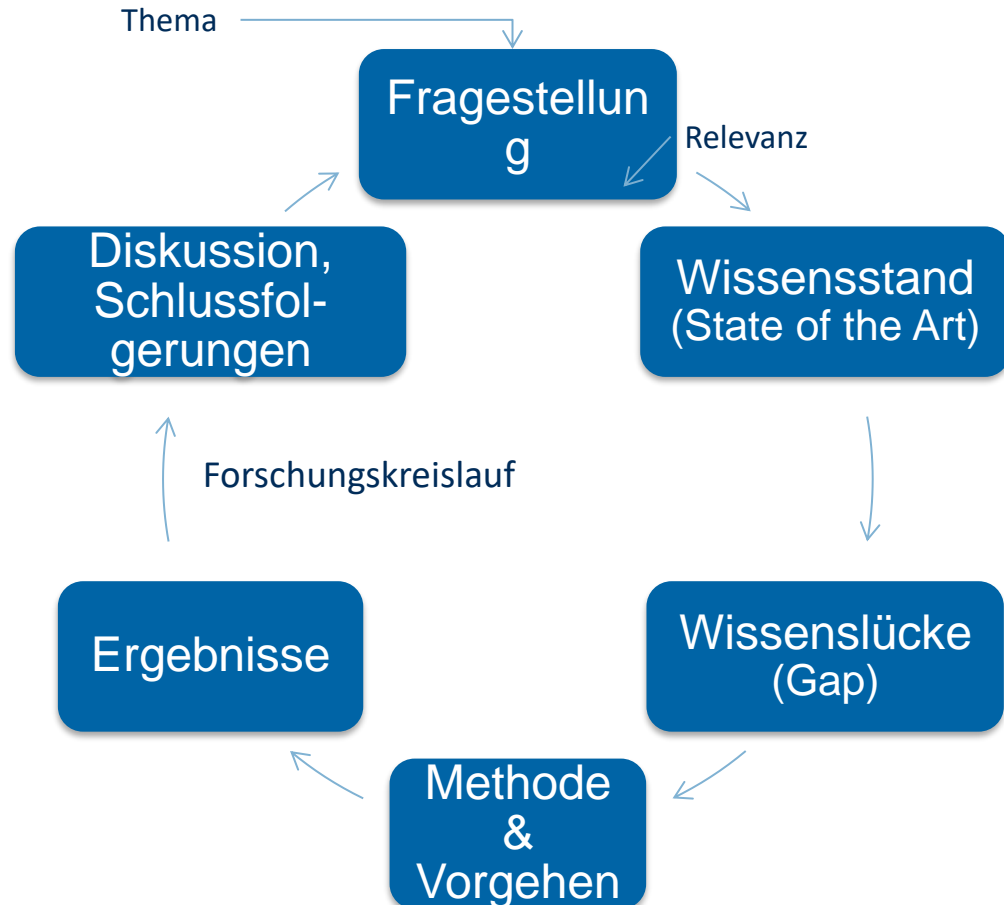 Thema
Fragestellun
g
Relevanz
Diskussion,
Schlussfol-
gerungen
Wissensstand
(State of the Art)
Forschungskreislauf
Ergebnisse
Wissenslücke
(Gap)
Methode
&
Vorgehen